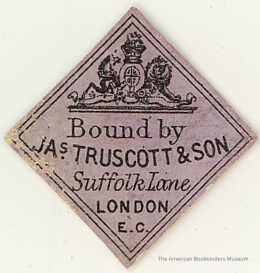 Bound by
JAS TRUSCOTT & SON
Suffolk Lane
LONDON
E.C.
The American Bookbinders Museum